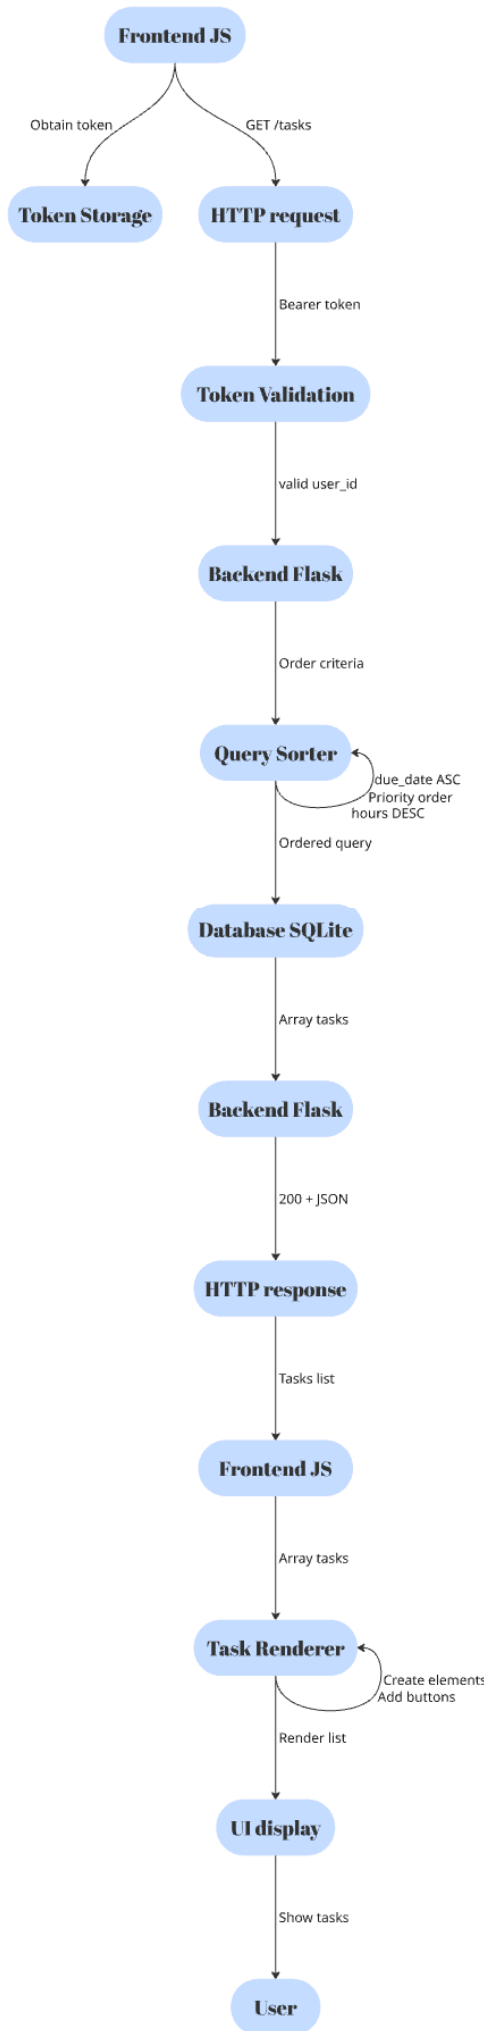 Frontend JS
Obtain token
GET /tasks
Token Storage
HTTP request
Bearer token
Token Validation
valid user_id
Backend Flask
Order criteria
Query Sorter
due_date ASC
Priority order
hours DESC
Ordered query
Database SQLite
Array tasks
Backend Flask
200 + JSON
HTTP response
Tasks list
Frontend JS
Array tasks
Task Renderer
Create elements
Add buttons
Render list
UI display
Show tasks
User